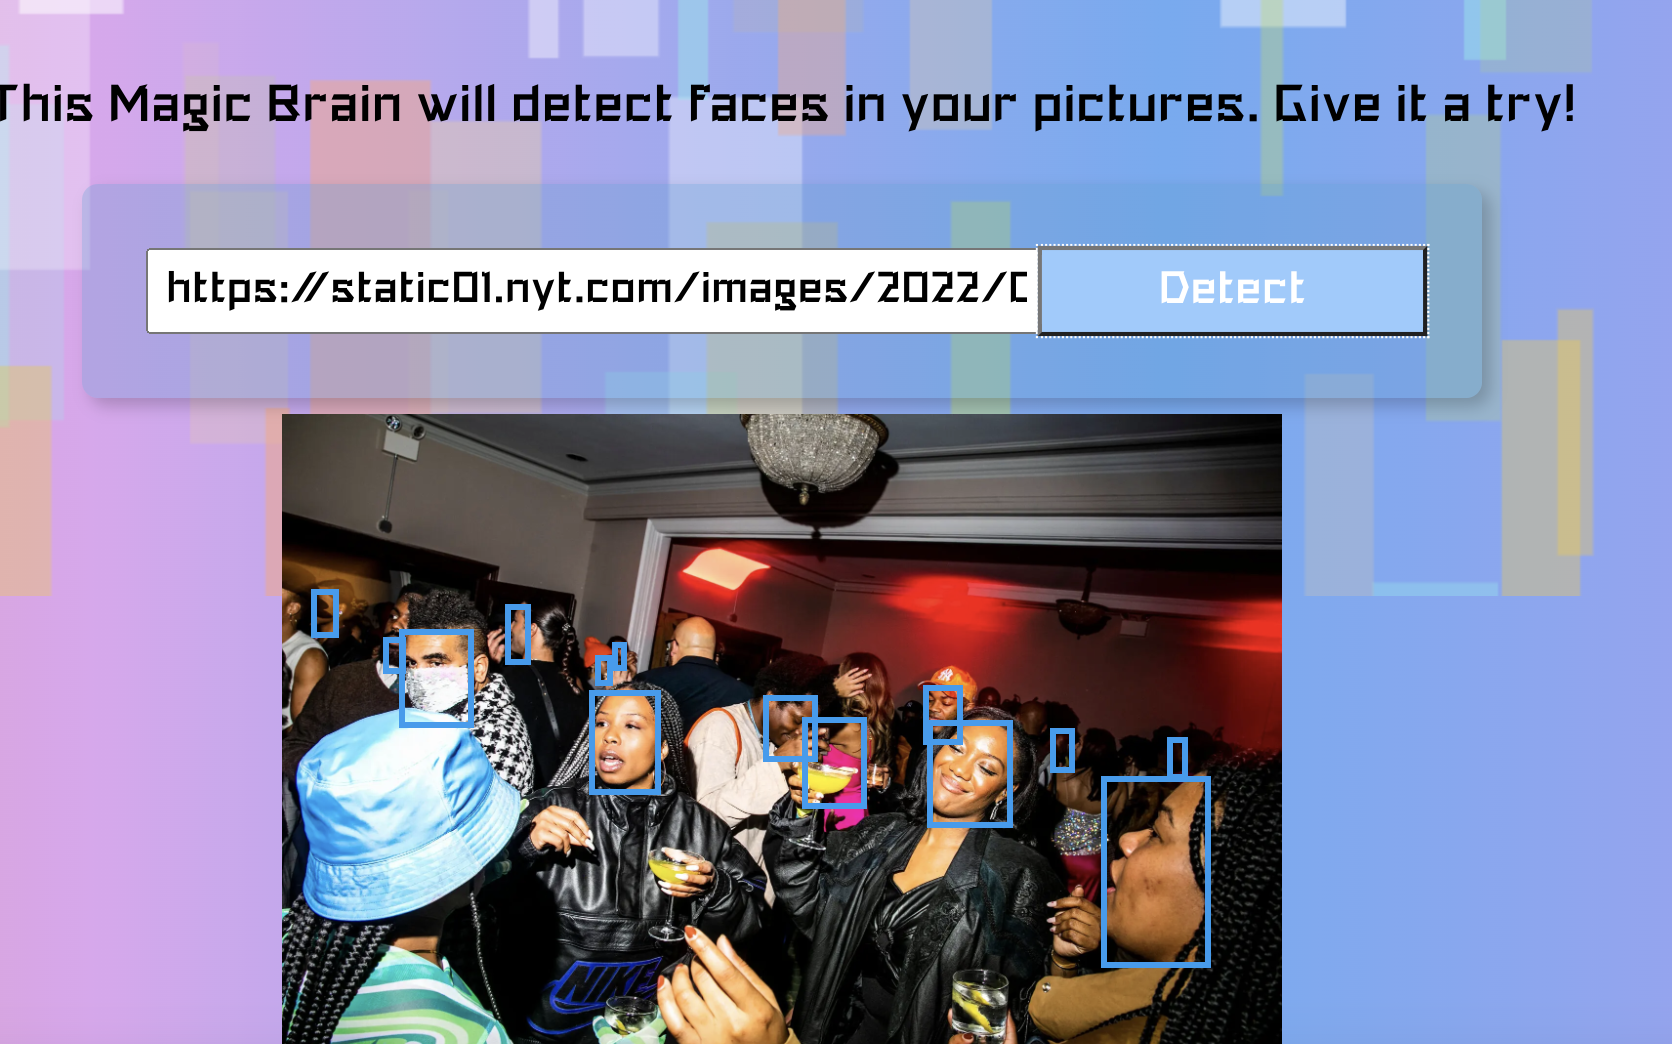 This Magic Brain will detect faces in your pictures. Give it a try!
https://static01.nyt.com/images/2022/0
Detect
NIKE